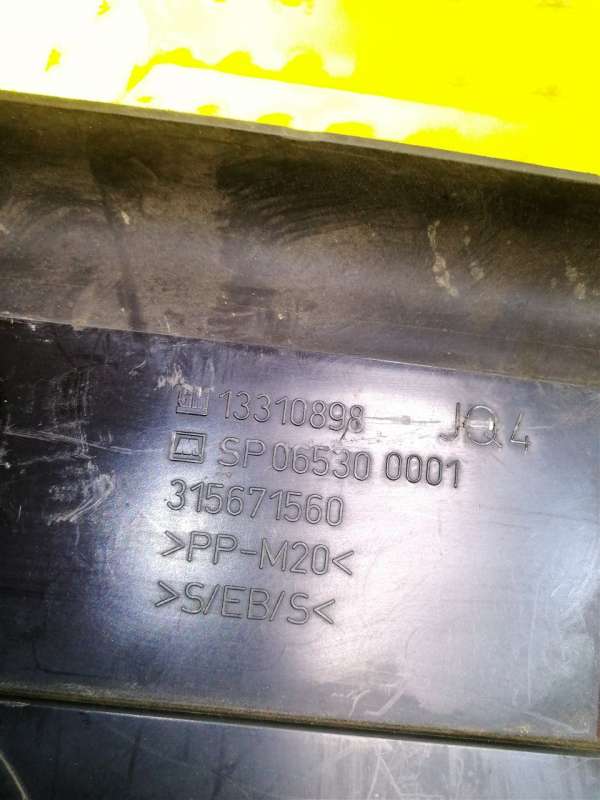 13310898 JQ4
SP 06530 0001
315671560
>PP-M20<
>S/EB/S<